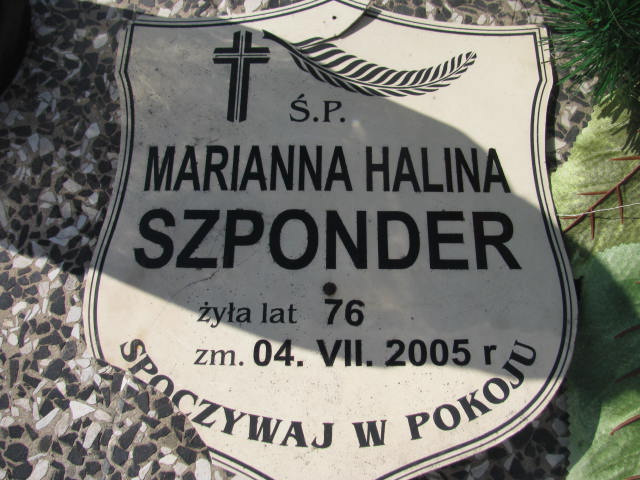 Ś.P.
MARIANNA HALINA
SZPONDER
żyła lat 76
zm. 04. VII. 2005 r
SPOCZYWAJ W POKOJU